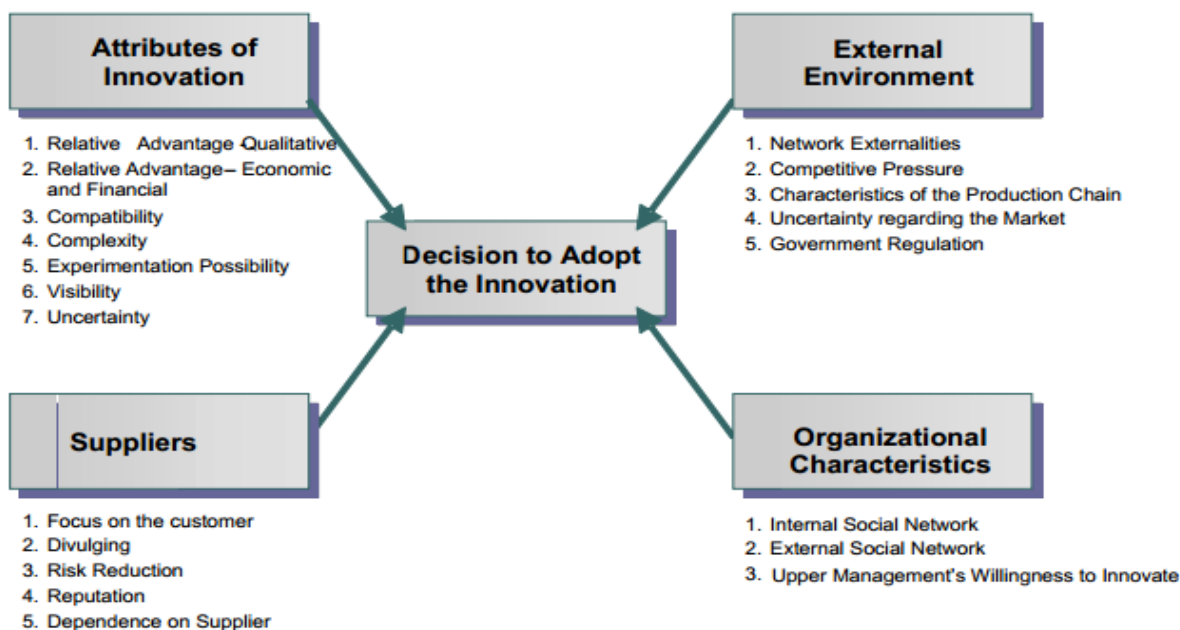 Attributes of
Innovation
1. Relative Advantage-Qualitative
2. Relative Advantage– Economic
and Financial
3. Compatibility
4. Complexity
5. Experimentation Possibility
6. Visibility
7. Uncertainty
External
Environment
1. Network Externalities
2. Competitive Pressure
3. Characteristics of the Production Chain
4. Uncertainty regarding the Market
5. Government Regulation
Decision to Adopt
the Innovation
Suppliers
1. Focus on the customer
2. Divulging
3. Risk Reduction
4. Reputation
5. Dependence on Supplier
Organizational
Characteristics
1. Internal Social Network
2. External Social Network
3. Upper Management's Willingness to Innovate